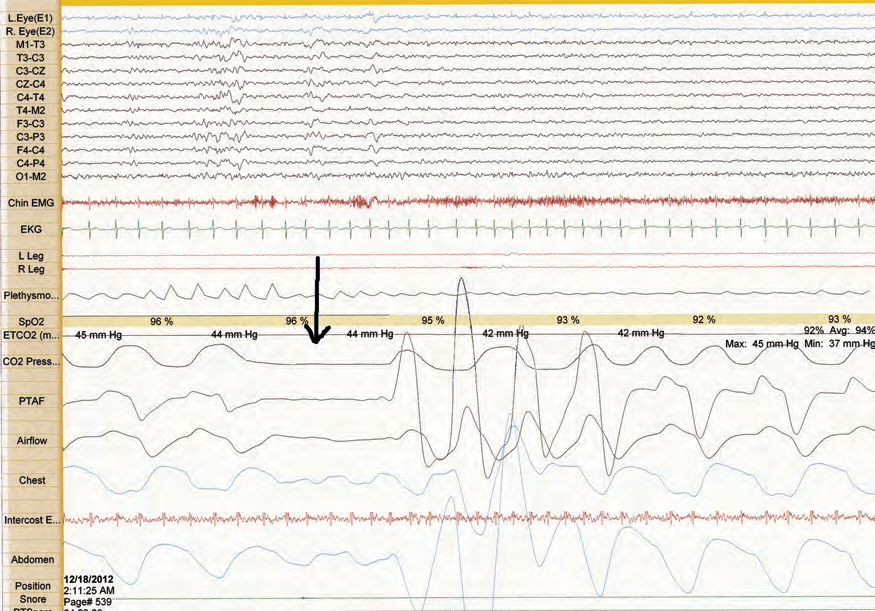 L.Eye(E1)
R. Eye(E2)
M1-T3
T3-C3
C3-CZ
CZ-C4
C4-T4
T4-M2
F3-C3
C3-P3
F4-C4
C4-P4
O1-M2
Chin EMG
EKG
L Leg
R Leg
Plethysmo...
SpO2 96 % 96 % 95 % 93 % 92 % 93 %
ETCO2 (m... 45 mm Hg 44 mm Hg 44 mm Hg 42 mm Hg 42 mm Hg 92% Avg: 94%
Max: 45 mm Hg Min: 37 mm Hg
CO2 Press...
PTAF
Airflow
Chest
Intercost E...
Abdomen
Position 12/18/2012
2:11:25 AM
Snore Page# 539